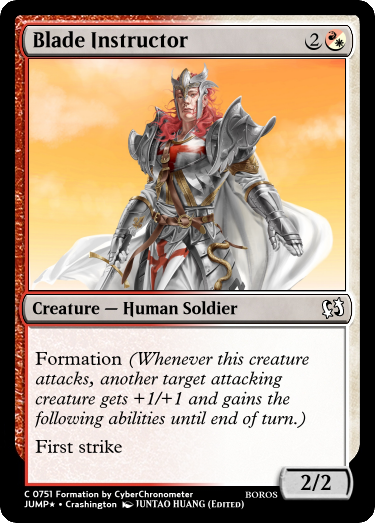 Blade Instructor 2
Creature — Human Soldier
Formation (Whenever this creature
attacks, another target attacking
creature gets +1/+1 and gains the
following abilities until end of turn.)
First strike
2/2
C 0751 Formation by CyberChronometer BOROS
JUMP★ • Crashington JUNTAO HUANG (Edited)